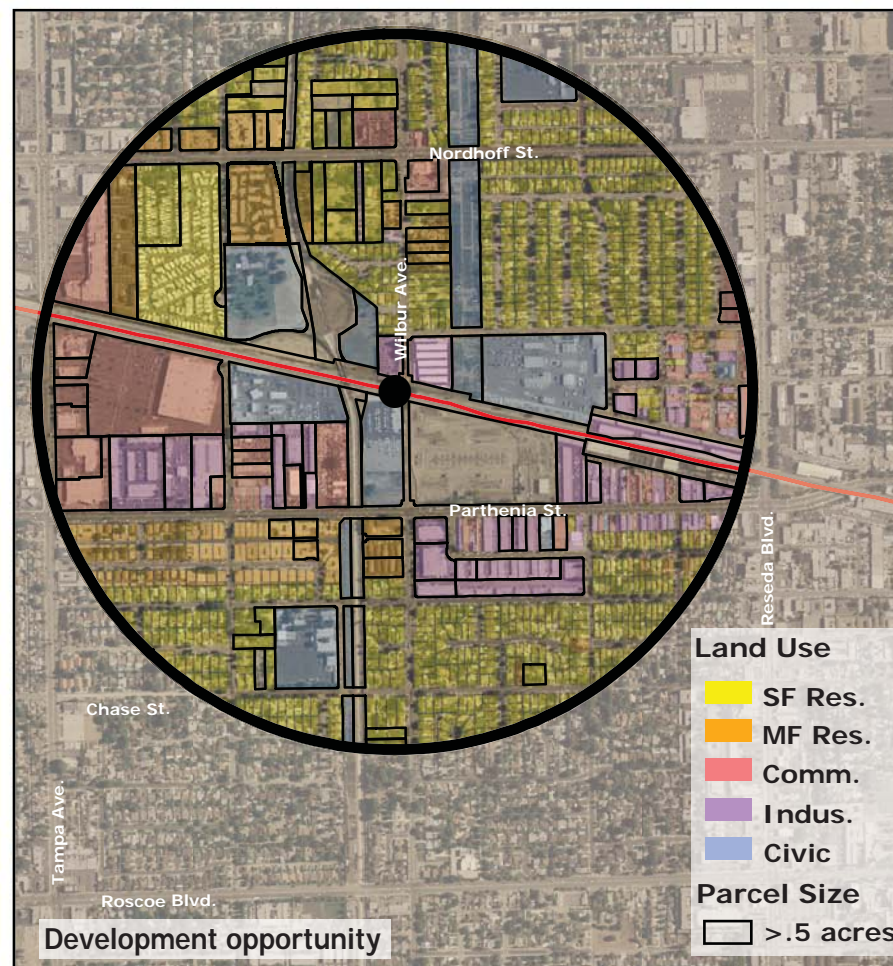 Nordhoff St.
Wilbur Ave.
Parthenia St.
Reseda Blvd.
Chase St.
Tampa Ave.
Roscoe Blvd.
Development opportunity
Land Use
SF Res.
MF Res.
Comm.
Indus.
Civic
Parcel Size
>.5 acres